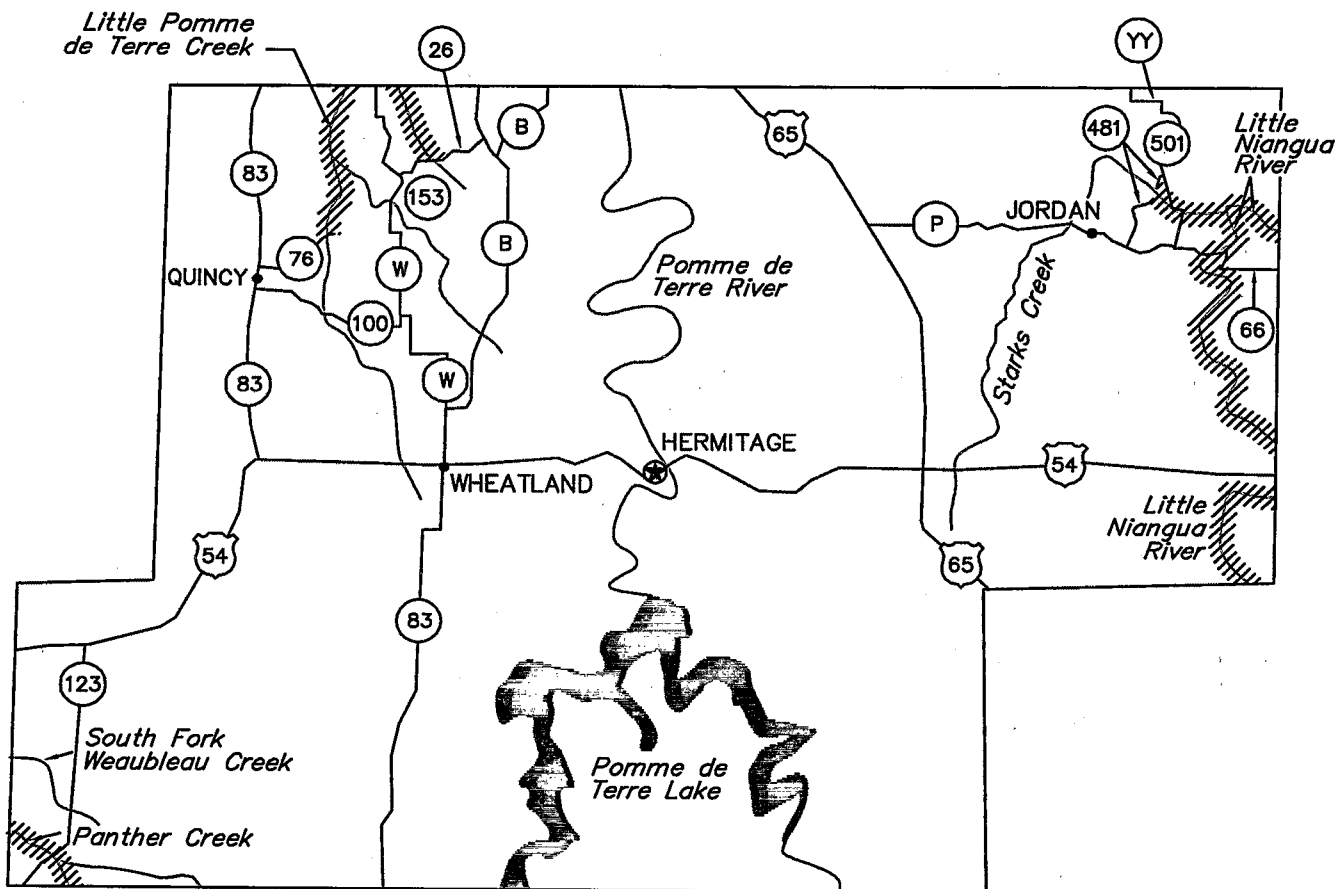 Little Pomme
de Terre Creek
26
YY
B
65
481
501
Little
Niangua
River
83
153
P
JORDAN
B
76
QUINCY
W
Pomme de
Terre River
Starks Creek
100
66
83
W
HERMITAGE
WHEATLAND
54
Little
Niangua
River
54
65
83
123
South Fork
Weaubleau Creek
Pomme de
Terre Lake
Panther Creek